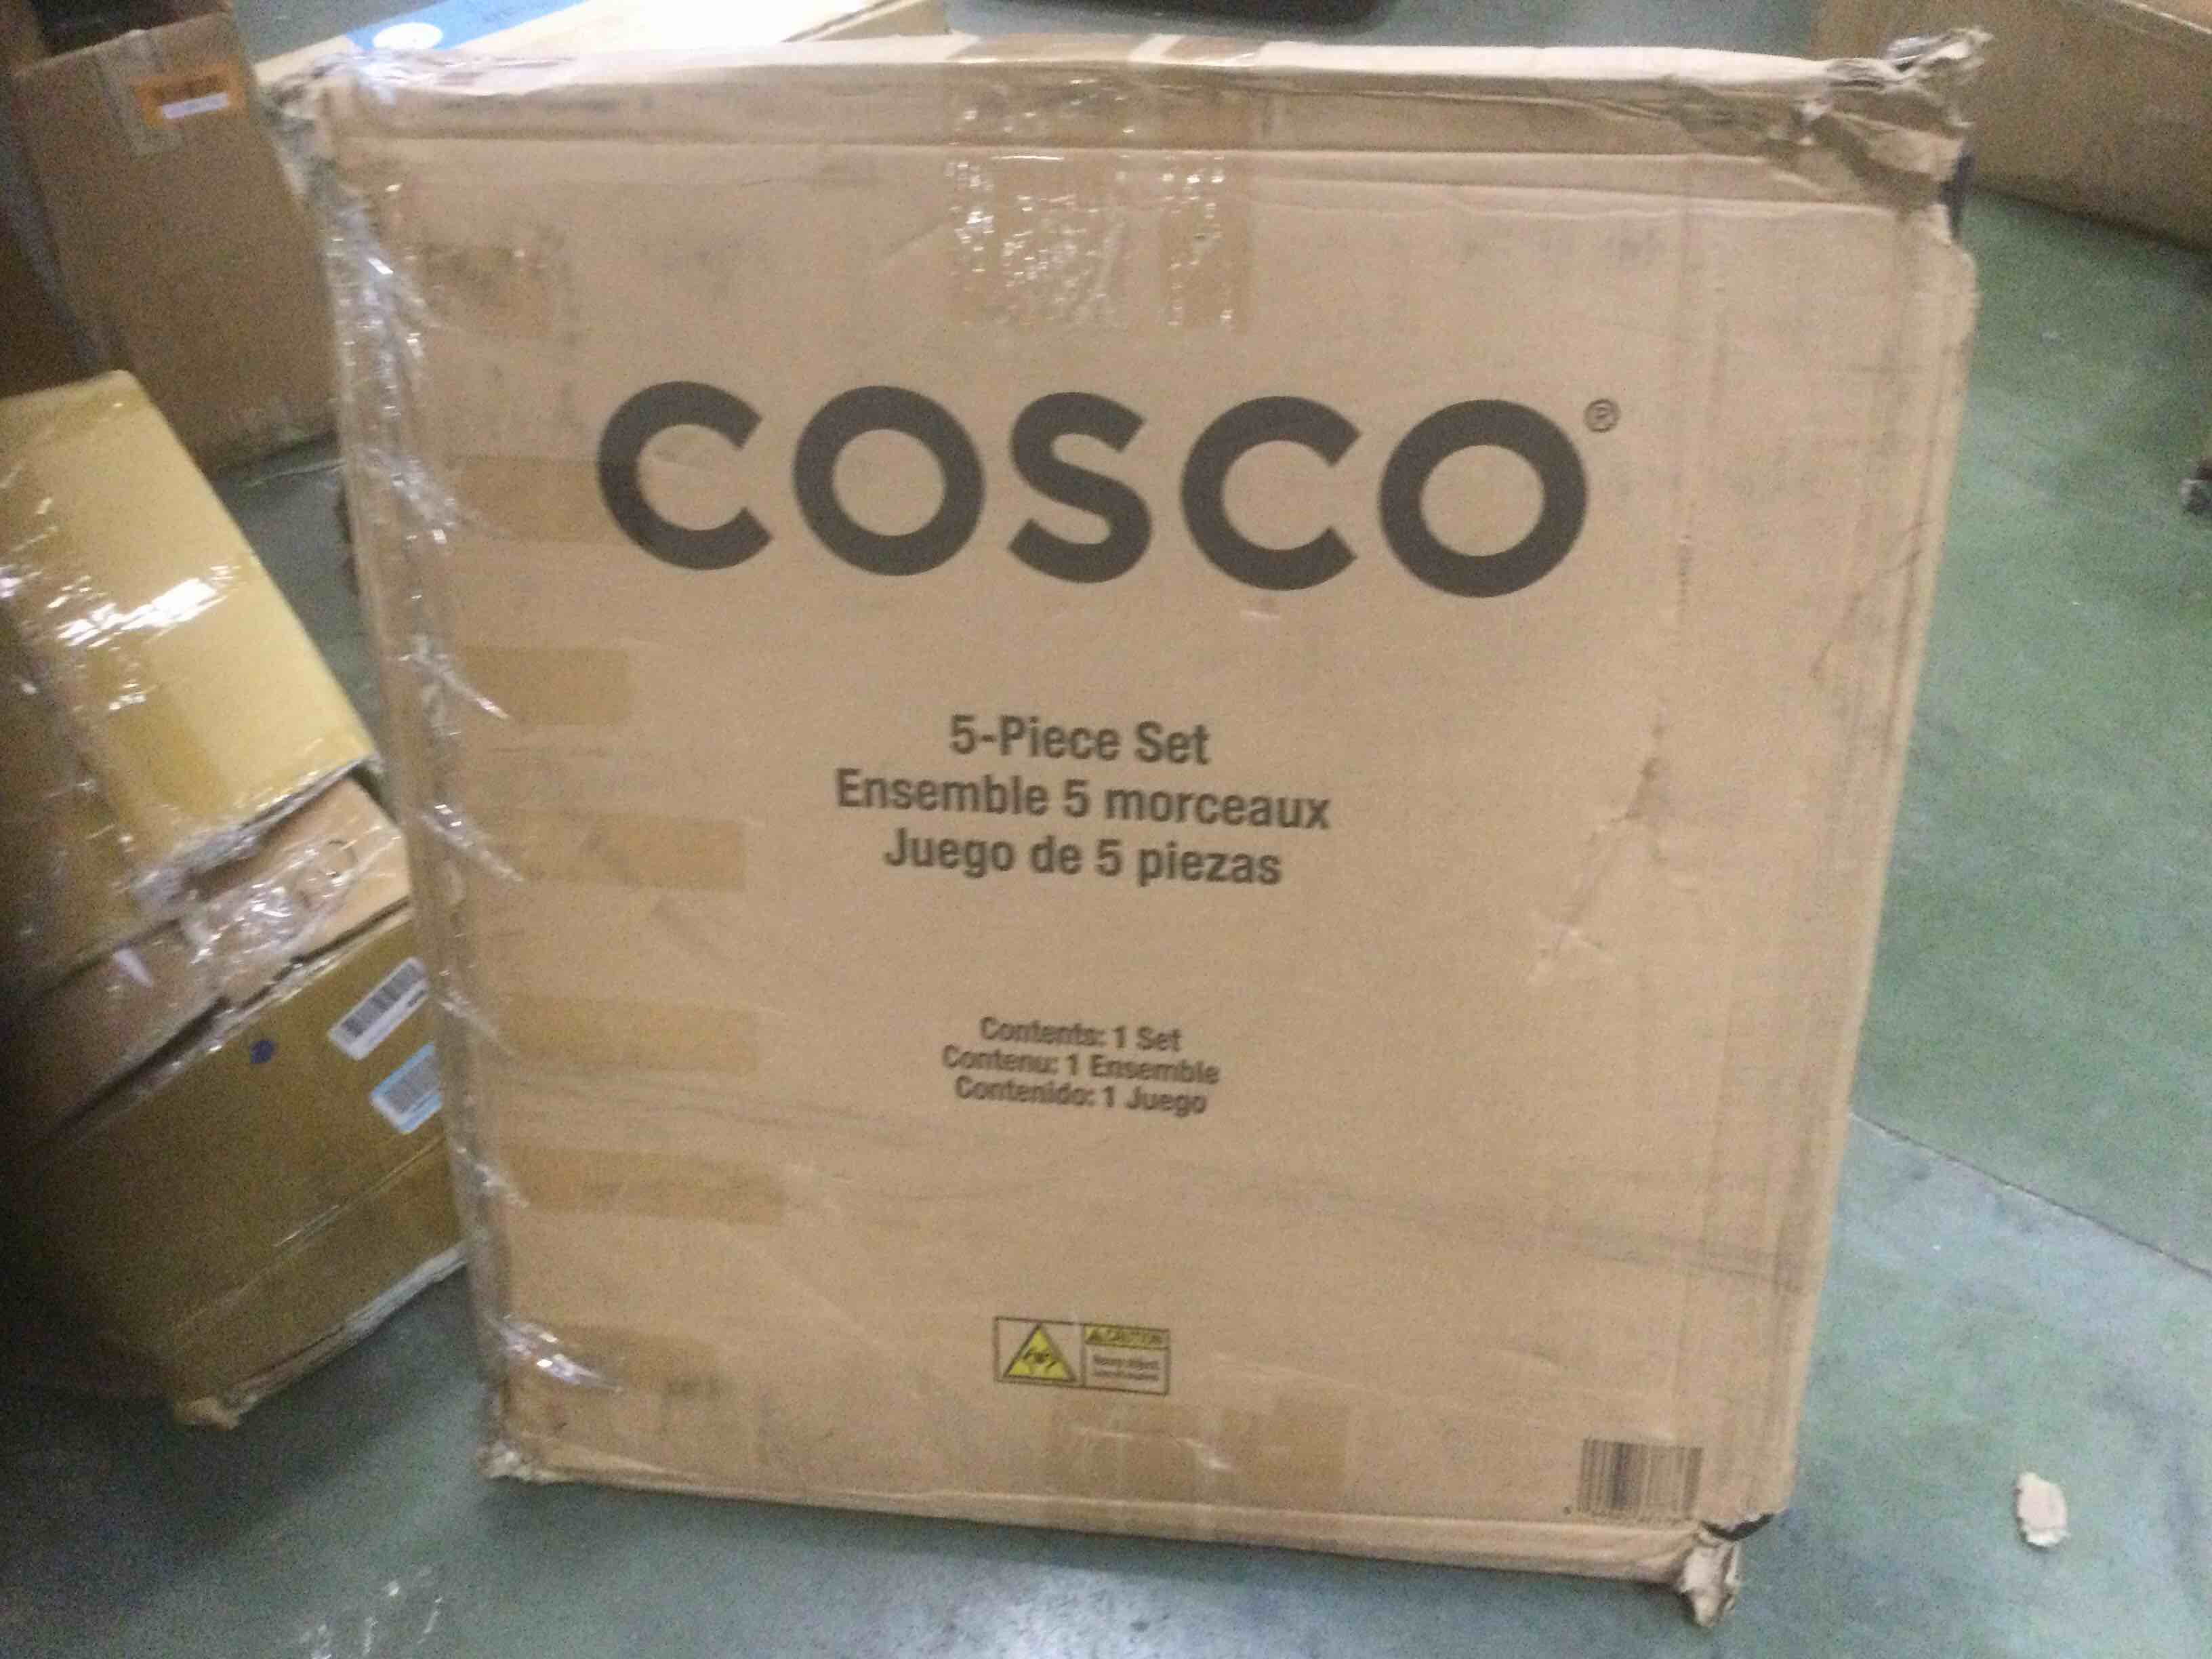 COSCO®
5-Piece Set
Ensemble 5 morceaux
Juego de 5 piezas
Contents: 1 Set
Contenu: 1 Ensemble
Contenido: 1 Juego
CAUTION